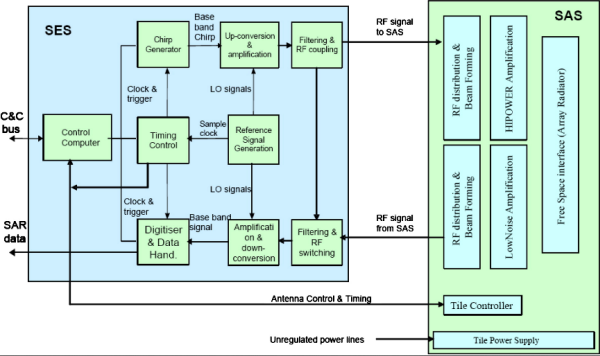 SES
SAS
Chirp
Generator
Base
band
Chirp
Up-conversion
&
amplification
Filtering &
RF coupling
RF signal
to SAS
RF distribution &
Beam Forming
HIPOWER Amplification
Free Space interface (Array Radiator)
Clock &
trigger
LO signals
C&C
bus
Control
Computer
Timing
Control
Sample
clock
Reference
Signal
Generation
Clock &
trigger
LO signals
SAR
data
Digitiser
& Data
Hand.
Base band
signal
Amplificati
on & down-
conversion
Filtering &
RF
switching
RF signal
from SAS
RF distribution &
Beam Forming
LowNoise Amplification
Antenna Control & Timing
Tile Controller
Unregulated power lines
Tile Power Supply